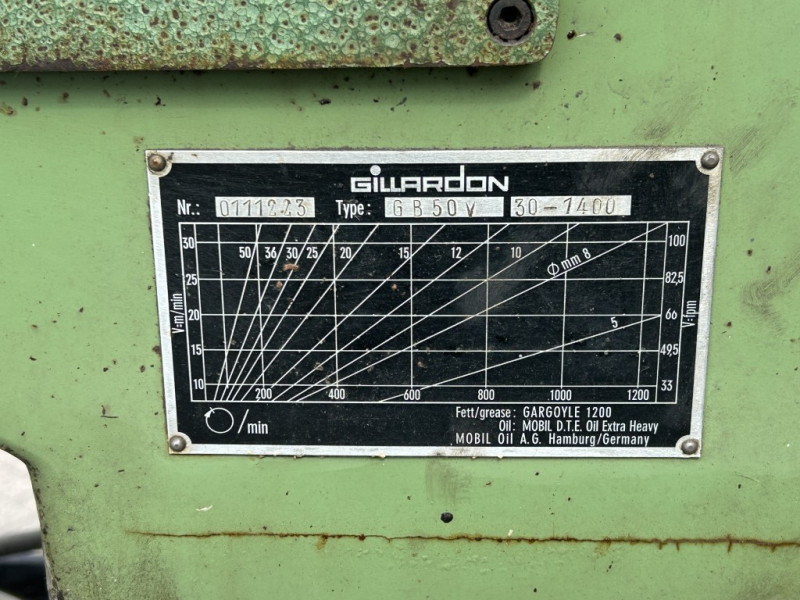 GILLARDON
Nr.: 0111223 Type: GB50V 30-1400
30 50 36 30 25 20 15 12 10 Ø mm 8 100
25 82,5
V=m/min 20 5 66 V=fpm
15 49,5
10 200 400 600 800 1000 1200 33
/min
Fett/grease: GARGOYLE 1200
Oil: MOBIL D.T.E. Oil Extra Heavy
MOBIL Oil A.G. Hamburg/Germany